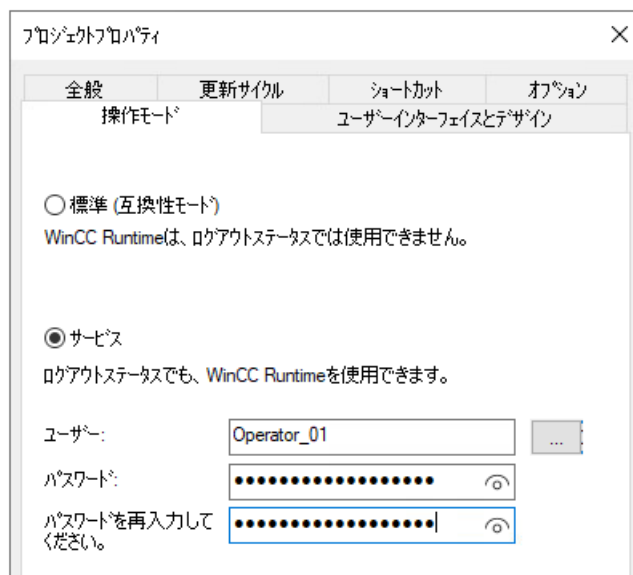 プロジェクトプロパティ
全般 更新サイクル ショートカット オプション
操作モード ユーザーインターフェイスとデザイン
標準 (互換性モード)
WinCC Runtimeは、ログアウトステータスでは使用できません。
サービス
ログアウトステータスでも、WinCC Runtimeを使用できます。
ユーザー: Operator_01 ...
パスワード: ●●●●●●●●●●●●●●●●●●
パスワードを再入力して ●●●●●●●●●●●●●●●●●●
ください。